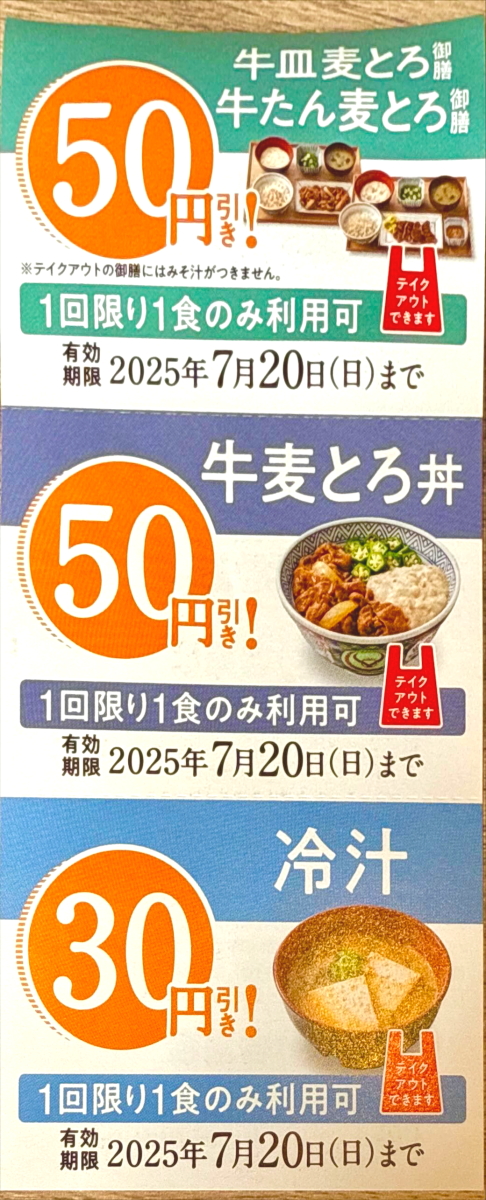 牛皿麦とろ御膳
牛たん麦とろ御膳
50円引き!
※テイクアウトの御膳にはみそ汁がつきません。
テイク
アウト
できます
1回限り1食のみ利用可
有効期限 2025年7月20日(日)まで
牛麦とろ丼
50円引き!
テイク
アウト
できます
1回限り1食のみ利用可
有効期限 2025年7月20日(日)まで
冷汁
30円引き!
テイク
アウト
できます
1回限り1食のみ利用可
有効期限 2025年7月20日(日)まで